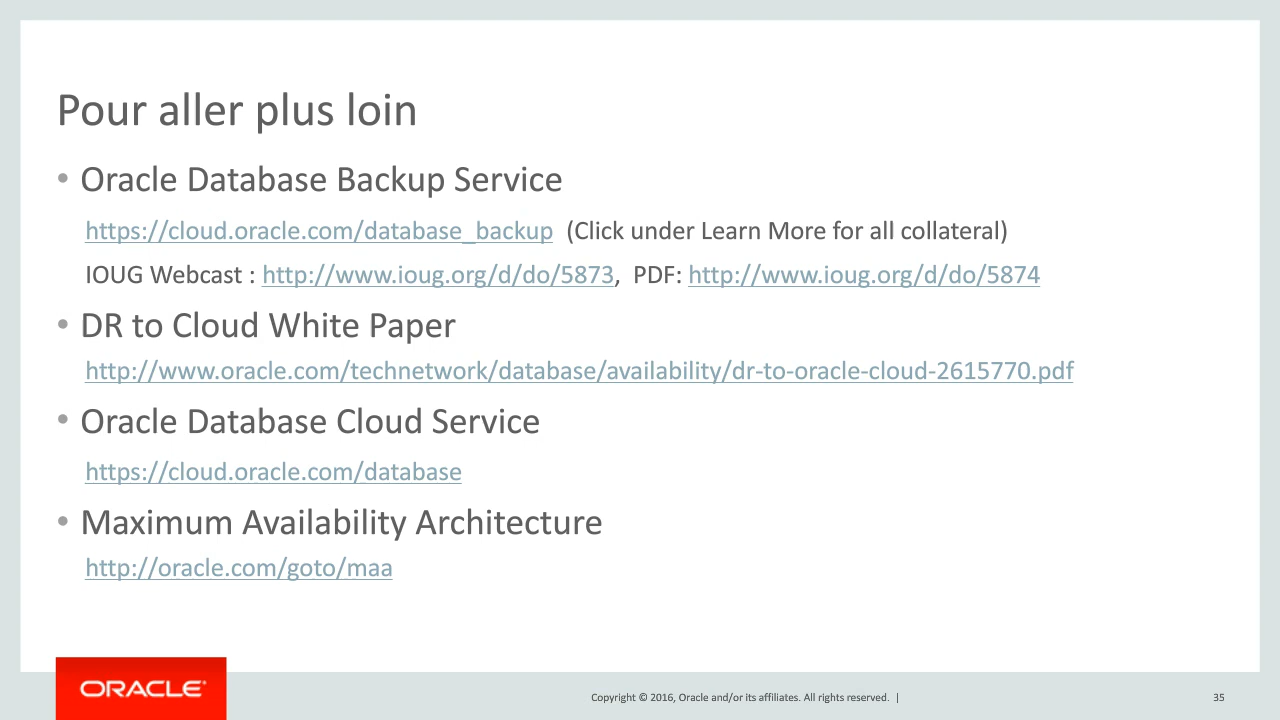 Pour aller plus loin
• Oracle Database Backup Service
https://cloud.oracle.com/database_backup (Click under Learn More for all collateral)
IOUG Webcast : http://www.ioug.org/d/do/5873, PDF: http://www.ioug.org/d/do/5874
• DR to Cloud White Paper
http://www.oracle.com/technetwork/database/availability/dr-to-oracle-cloud-2615770.pdf
• Oracle Database Cloud Service
https://cloud.oracle.com/database
• Maximum Availability Architecture
http://oracle.com/goto/maa
ORACLE®
Copyright © 2016, Oracle and/or its affiliates. All rights reserved. |
35